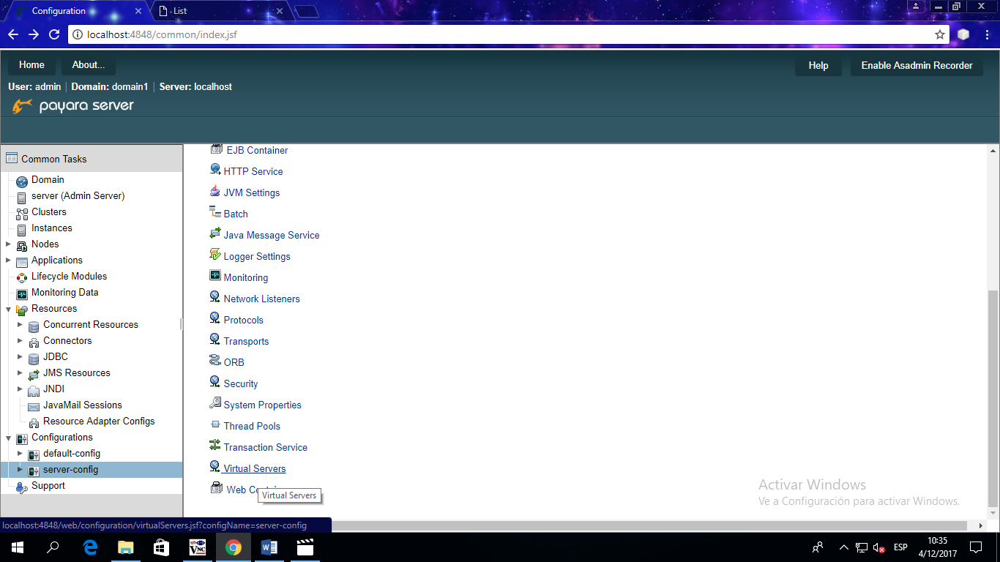 Configuration
List
localhost:4848/common/index.jsf
Home
About...
Help
Enable Asadmin Recorder
User: admin | Domain: domain1 | Server: localhost
payara server
Common Tasks
Domain
server (Admin Server)
Clusters
Instances
Nodes
Applications
Lifecycle Modules
Monitoring Data
Resources
Concurrent Resources
Connectors
JDBC
JMS Resources
JNDI
JavaMail Sessions
Resource Adapter Configs
Configurations
default-config
server-config
Support
EJB Container
HTTP Service
JVM Settings
Batch
Java Message Service
Logger Settings
Monitoring
Network Listeners
Protocols
Transports
ORB
Security
System Properties
Thread Pools
Transaction Service
Virtual Servers
Web
Virtual Servers
Activar Windows
Ve a Configuración para activar Windows.
localhost:4848/web/configuration/virtualServers.jsf?configName=server-config
VNC
ESP
10:35
4/12/2017